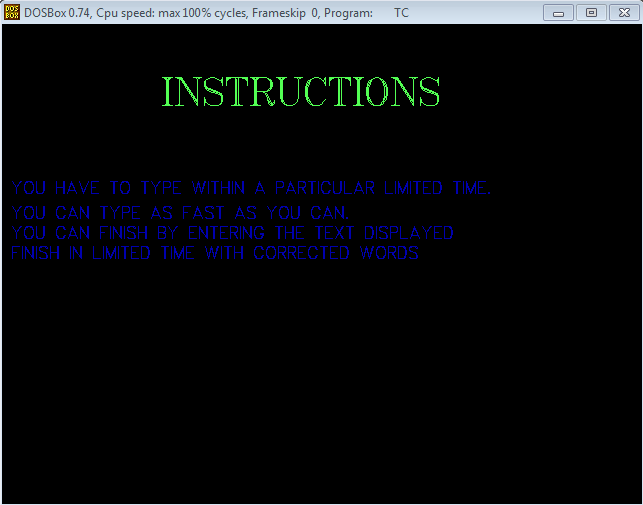 DOS BOX DOSBox 0.74, Cpu speed: max 100% cycles, Frameskip 0, Program: TC
INSTRUCTIONS
YOU HAVE TO TYPE WITHIN A PARTICULAR LIMITED TIME.
YOU CAN TYPE AS FAST AS YOU CAN.
YOU CAN FINISH BY ENTERING THE TEXT DISPLAYED
FINISH IN LIMITED TIME WITH CORRECTED WORDS